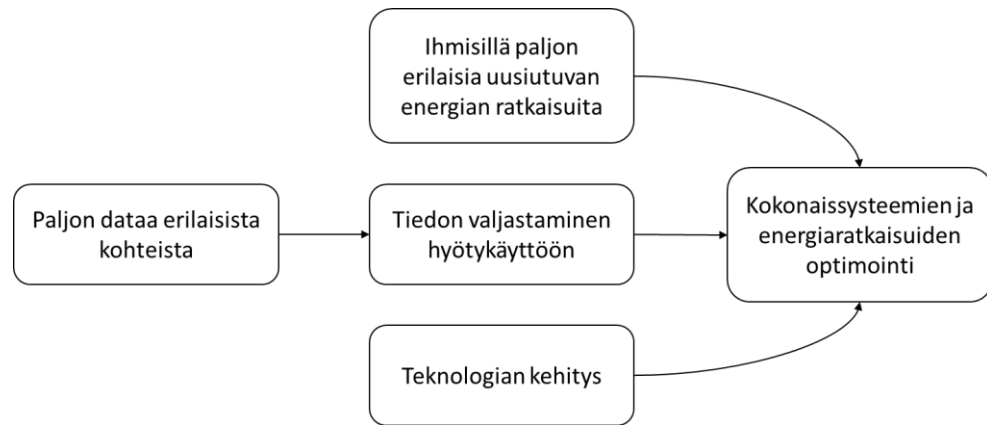 Ihmisillä paljon
erilaisia uusiutuvan
energian ratkaisuita
Paljon dataa erilaisista
kohteista
Tiedon valjastaminen
hyötykäyttöön
Kokonaissysteemien ja
energiaratkaisuiden
optimointi
Teknologian kehitys